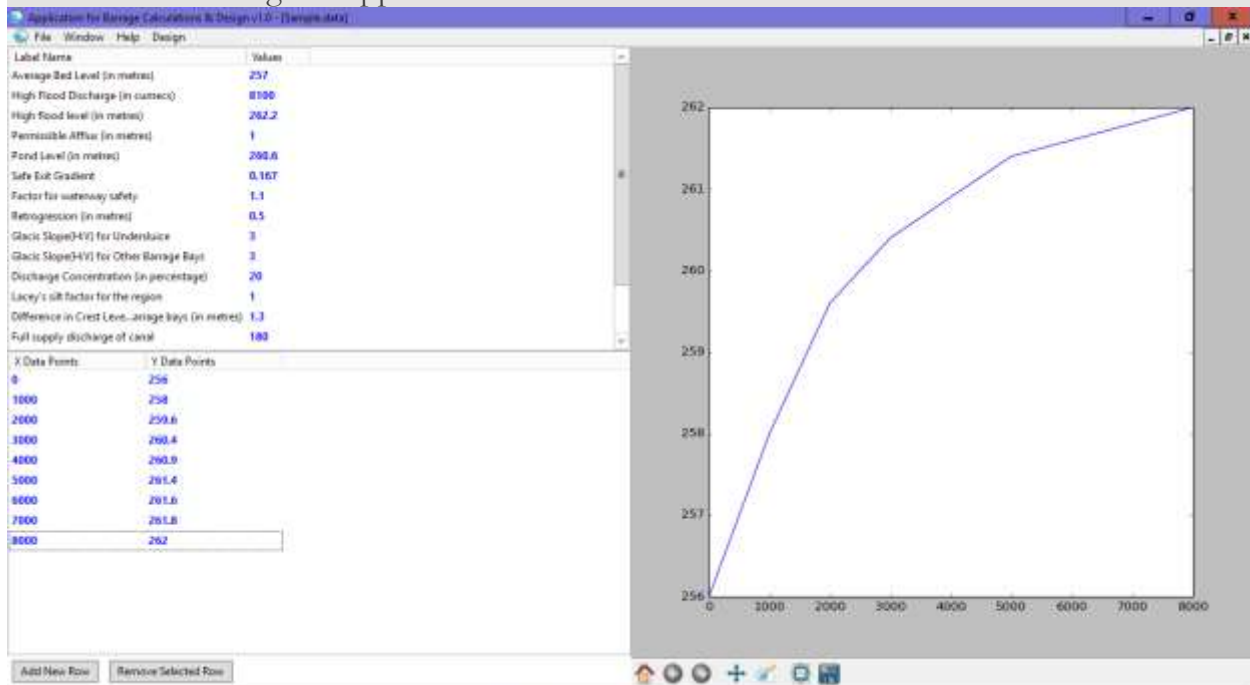 Application for Barrage Calculations & Design v1.0 - [Sample.data]
File Window Help Design
Label Name Values
Average Bed Level (in metres) 257
High Flood Discharge (in cumecs) 8100
High flood level (in metres) 262.2
Permissible Afflux (in metres) 1
Pond Level (in metres) 260.6
Safe Exit Gradient 0.167
Factor for waterway safety 1.1
Retrogression (in metres) 0.5
Glacis Slope(H:V) for Undersluice 3
Glacis Slope(H:V) for Other Barrage Bays 3
Discharge Concentration (in percentage) 20
Lacey's silt factor for the region 1
Difference in Crest Leve...arrage bays (in metres) 1.3
Full supply discharge of canal 180
X Data Points Y Data Points
0 256
1000 258
2000 259.6
3000 260.4
4000 260.9
5000 261.4
6000 261.6
7000 261.8
8000 262
Add New Row Remove Selected Row
262
261
260
259
258
257
256
0 1000 2000 3000 4000 5000 6000 7000 8000